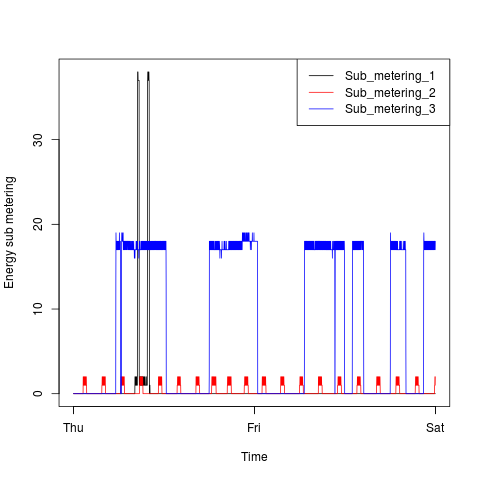 Sub_metering_1
Sub_metering_2
Sub_metering_3
Energy sub metering
30
20
10
0
Thu Fri Sat
Time